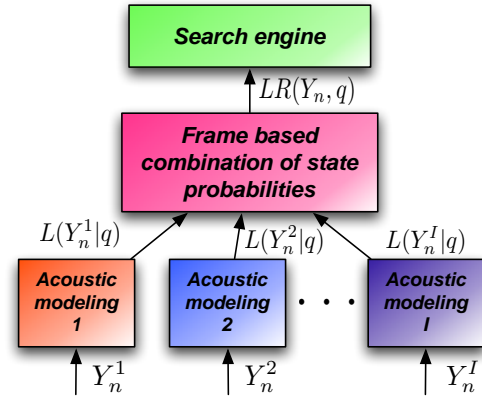 Search engine
LR(Y_n, q)
Frame based
combination of state
probabilities
L(Y_n^1|q)
L(Y_n^2|q)
L(Y_n^I|q)
Acoustic
modeling
1
Acoustic
modeling
2
. . .
Acoustic
modeling
I
Y_n^1
Y_n^2
Y_n^I